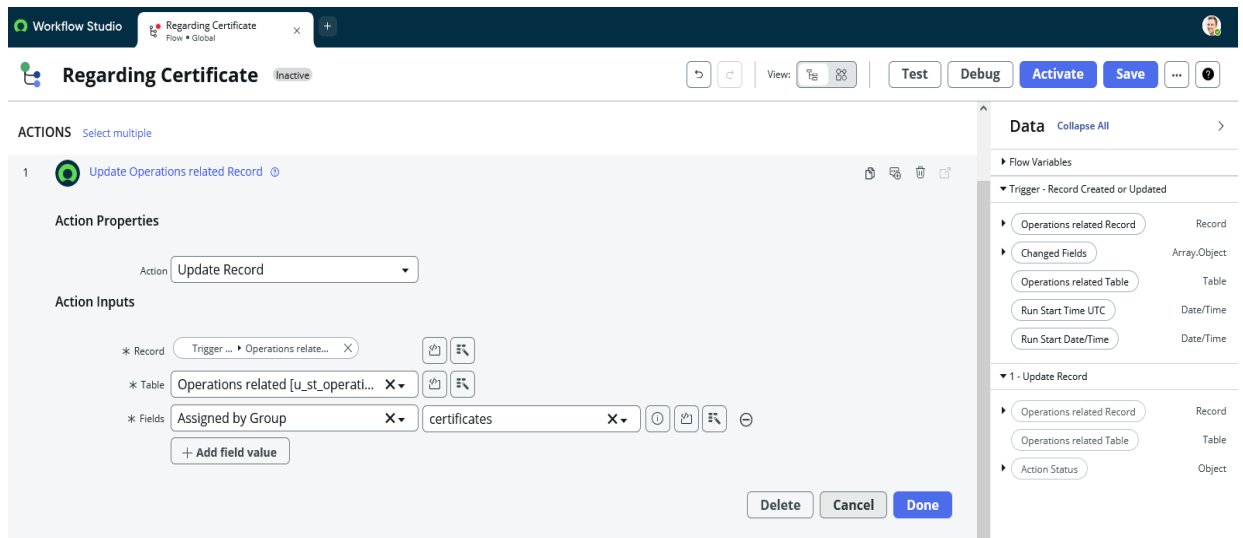 Workflow Studio
Regarding Certificate
Flow • Global
Regarding Certificate Inactive
View:
Test
Debug
Activate
Save
ACTIONS Select multiple
1 Update Operations related Record
Action Properties
Action Update Record
Action Inputs
* Record Trigger ... ▸ Operations relate...
* Table Operations related [u_st_operati...
* Fields Assigned by Group certificates
+ Add field value
Delete
Cancel
Done
Data Collapse All
Flow Variables
Trigger - Record Created or Updated
Operations related Record Record
Changed Fields Array.Object
Operations related Table Table
Run Start Time UTC Date/Time
Run Start Date/Time Date/Time
1 - Update Record
Operations related Record Record
Operations related Table Table
Action Status Object